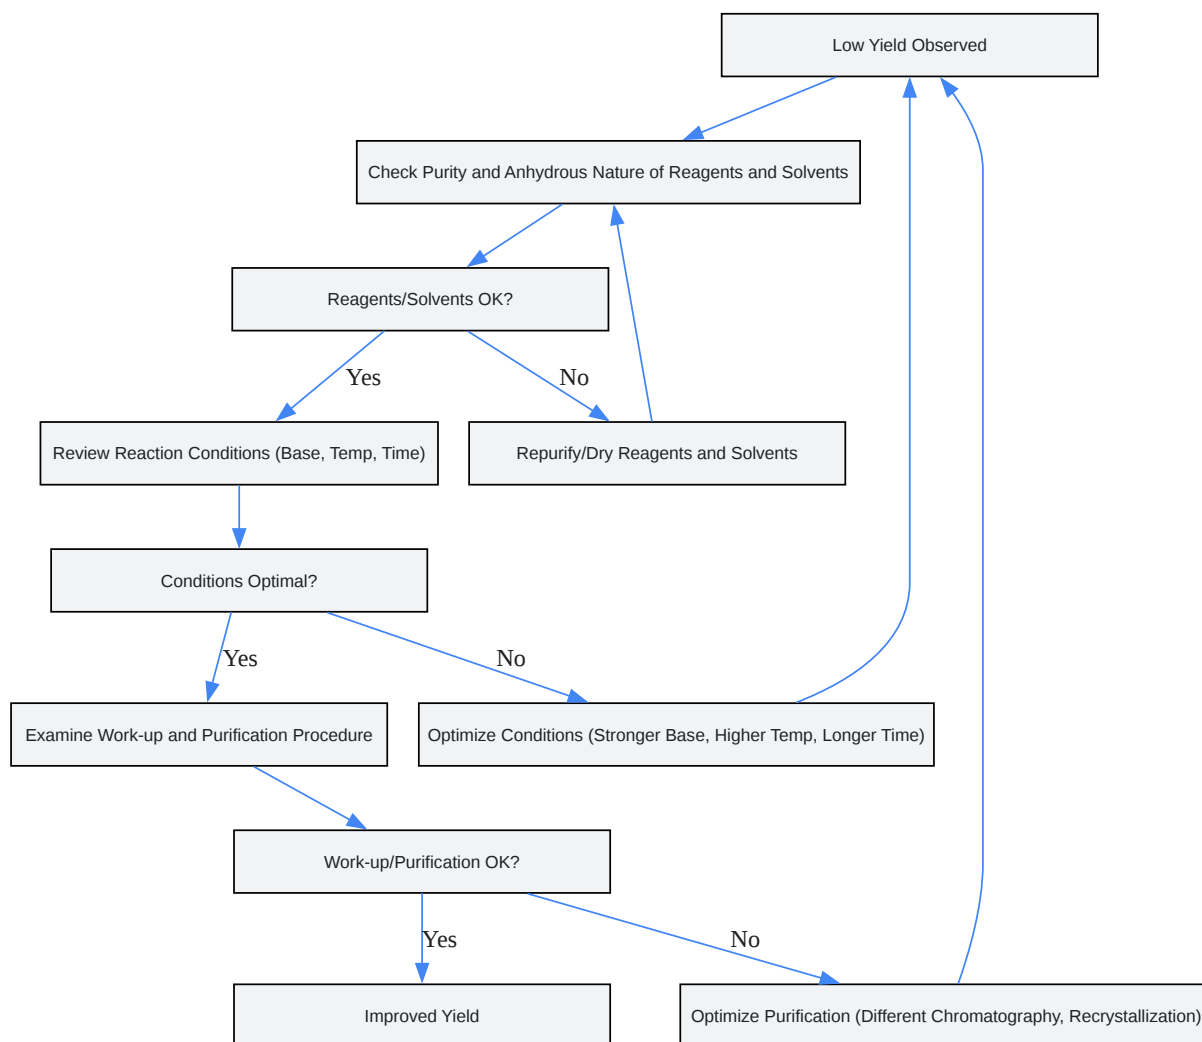 Low Yield Observed
Check Purity and Anhydrous Nature of Reagents and Solvents
Reagents/Solvents OK?
Yes
No
Review Reaction Conditions (Base, Temp, Time)
Repurify/Dry Reagents and Solvents
Conditions Optimal?
Yes
No
Examine Work-up and Purification Procedure
Optimize Conditions (Stronger Base, Higher Temp, Longer Time)
Work-up/Purification OK?
Yes
No
Improved Yield
Optimize Purification (Different Chromatography, Recrystallization)